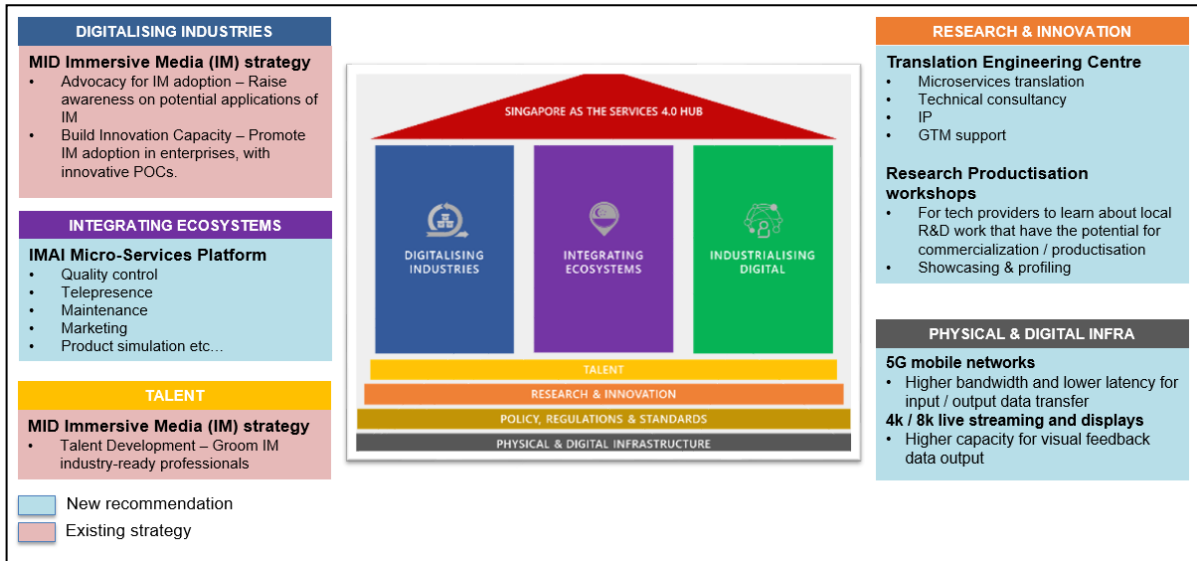 DIGITALISING INDUSTRIES
MID Immersive Media (IM) strategy
• Advocacy for IM adoption – Raise
awareness on potential applications of
IM
• Build Innovation Capacity – Promote
IM adoption in enterprises, with
innovative POCs.
INTEGRATING ECOSYSTEMS
IMAI Micro-Services Platform
• Quality control
• Telepresence
• Maintenance
• Marketing
• Product simulation etc…
TALENT
MID Immersive Media (IM) strategy
• Talent Development – Groom IM
industry-ready professionals
New recommendation
Existing strategy
SINGAPORE AS THE SERVICES 4.0 HUB
DIGITALISING
INDUSTRIES
INTEGRATING
ECOSYSTEMS
INDUSTRIALISING
DIGITAL
TALENT
RESEARCH & INNOVATION
POLICY, REGULATIONS & STANDARDS
PHYSICAL & DIGITAL INFRASTRUCTURE
RESEARCH & INNOVATION
Translation Engineering Centre
• Microservices translation
• Technical consultancy
• IP
• GTM support
Research Productisation
workshops
• For tech providers to learn about local
R&D work that have the potential for
commercialization / productisation
• Showcasing & profiling
PHYSICAL & DIGITAL INFRA
5G mobile networks
• Higher bandwidth and lower latency for
input / output data transfer
4k / 8k live streaming and displays
• Higher capacity for visual feedback
data output